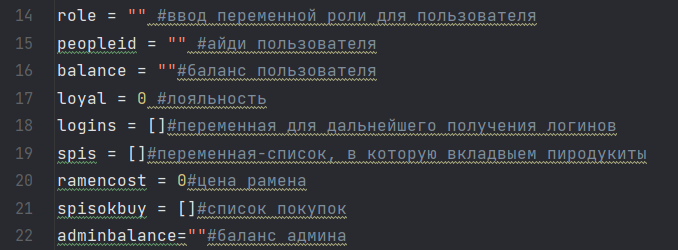 14 role = "" #ввод переменной роли для пользователя
15 peopleid = "" #айди пользователя
16 balance = ""#баланс пользователя
17 loyal = 0 #лояльность
18 logins = []#переменная для дальнейшего получения логинов
19 spis = []#переменная-список, в которую вкладвыем пиродукиты
20 ramencost = 0#цена рамена
21 spisokbuy = []#список покупок
22 adminbalance=""#баланс админа